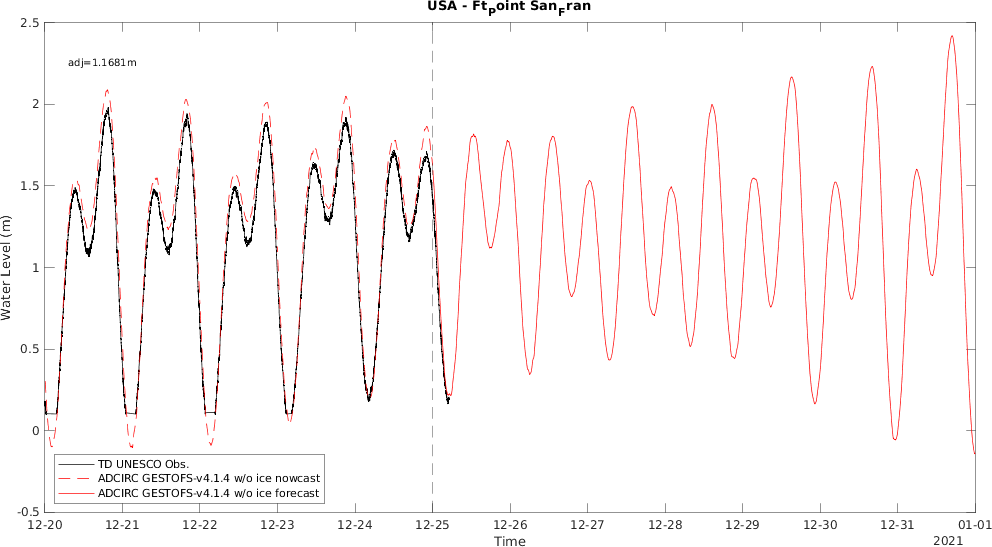 USA - FtPoint SanFran
adj=1.1681m
2.5
2
1.5
1
0.5
0
-0.5
Water Level (m)
TD UNESCO Obs.
ADCIRC GESTOFS-v4.1.4 w/o ice nowcast
ADCIRC GESTOFS-v4.1.4 w/o ice forecast
12-20 12-21 12-22 12-23 12-24 12-25 12-26 12-27 12-28 12-29 12-30 12-31 01-01
Time
2021